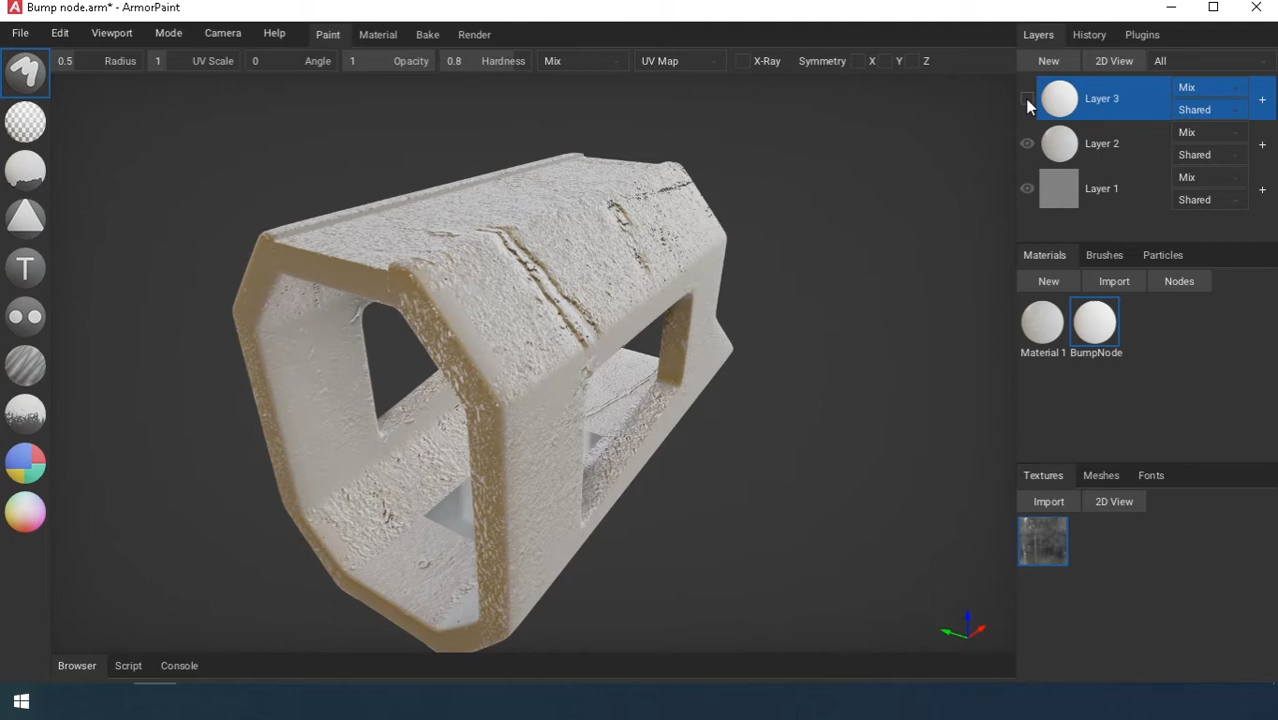 Bump node.arm* - ArmorPaint
File Edit Viewport Mode Camera Help Paint Material Bake Render Layers History Plugins
0.5 Radius 1 UV Scale 0 Angle 1 Opacity 0.8 Hardness Mix UV Map X-Ray Symmetry X Y Z New 2D View All
Layer 3 Mix
Shared
Layer 2 Mix
Shared
Layer 1 Mix
Shared
Materials Brushes Particles
New Import Nodes
Material 1 BumpNode
Textures Meshes Fonts
Import 2D View
T
Browser Script Console